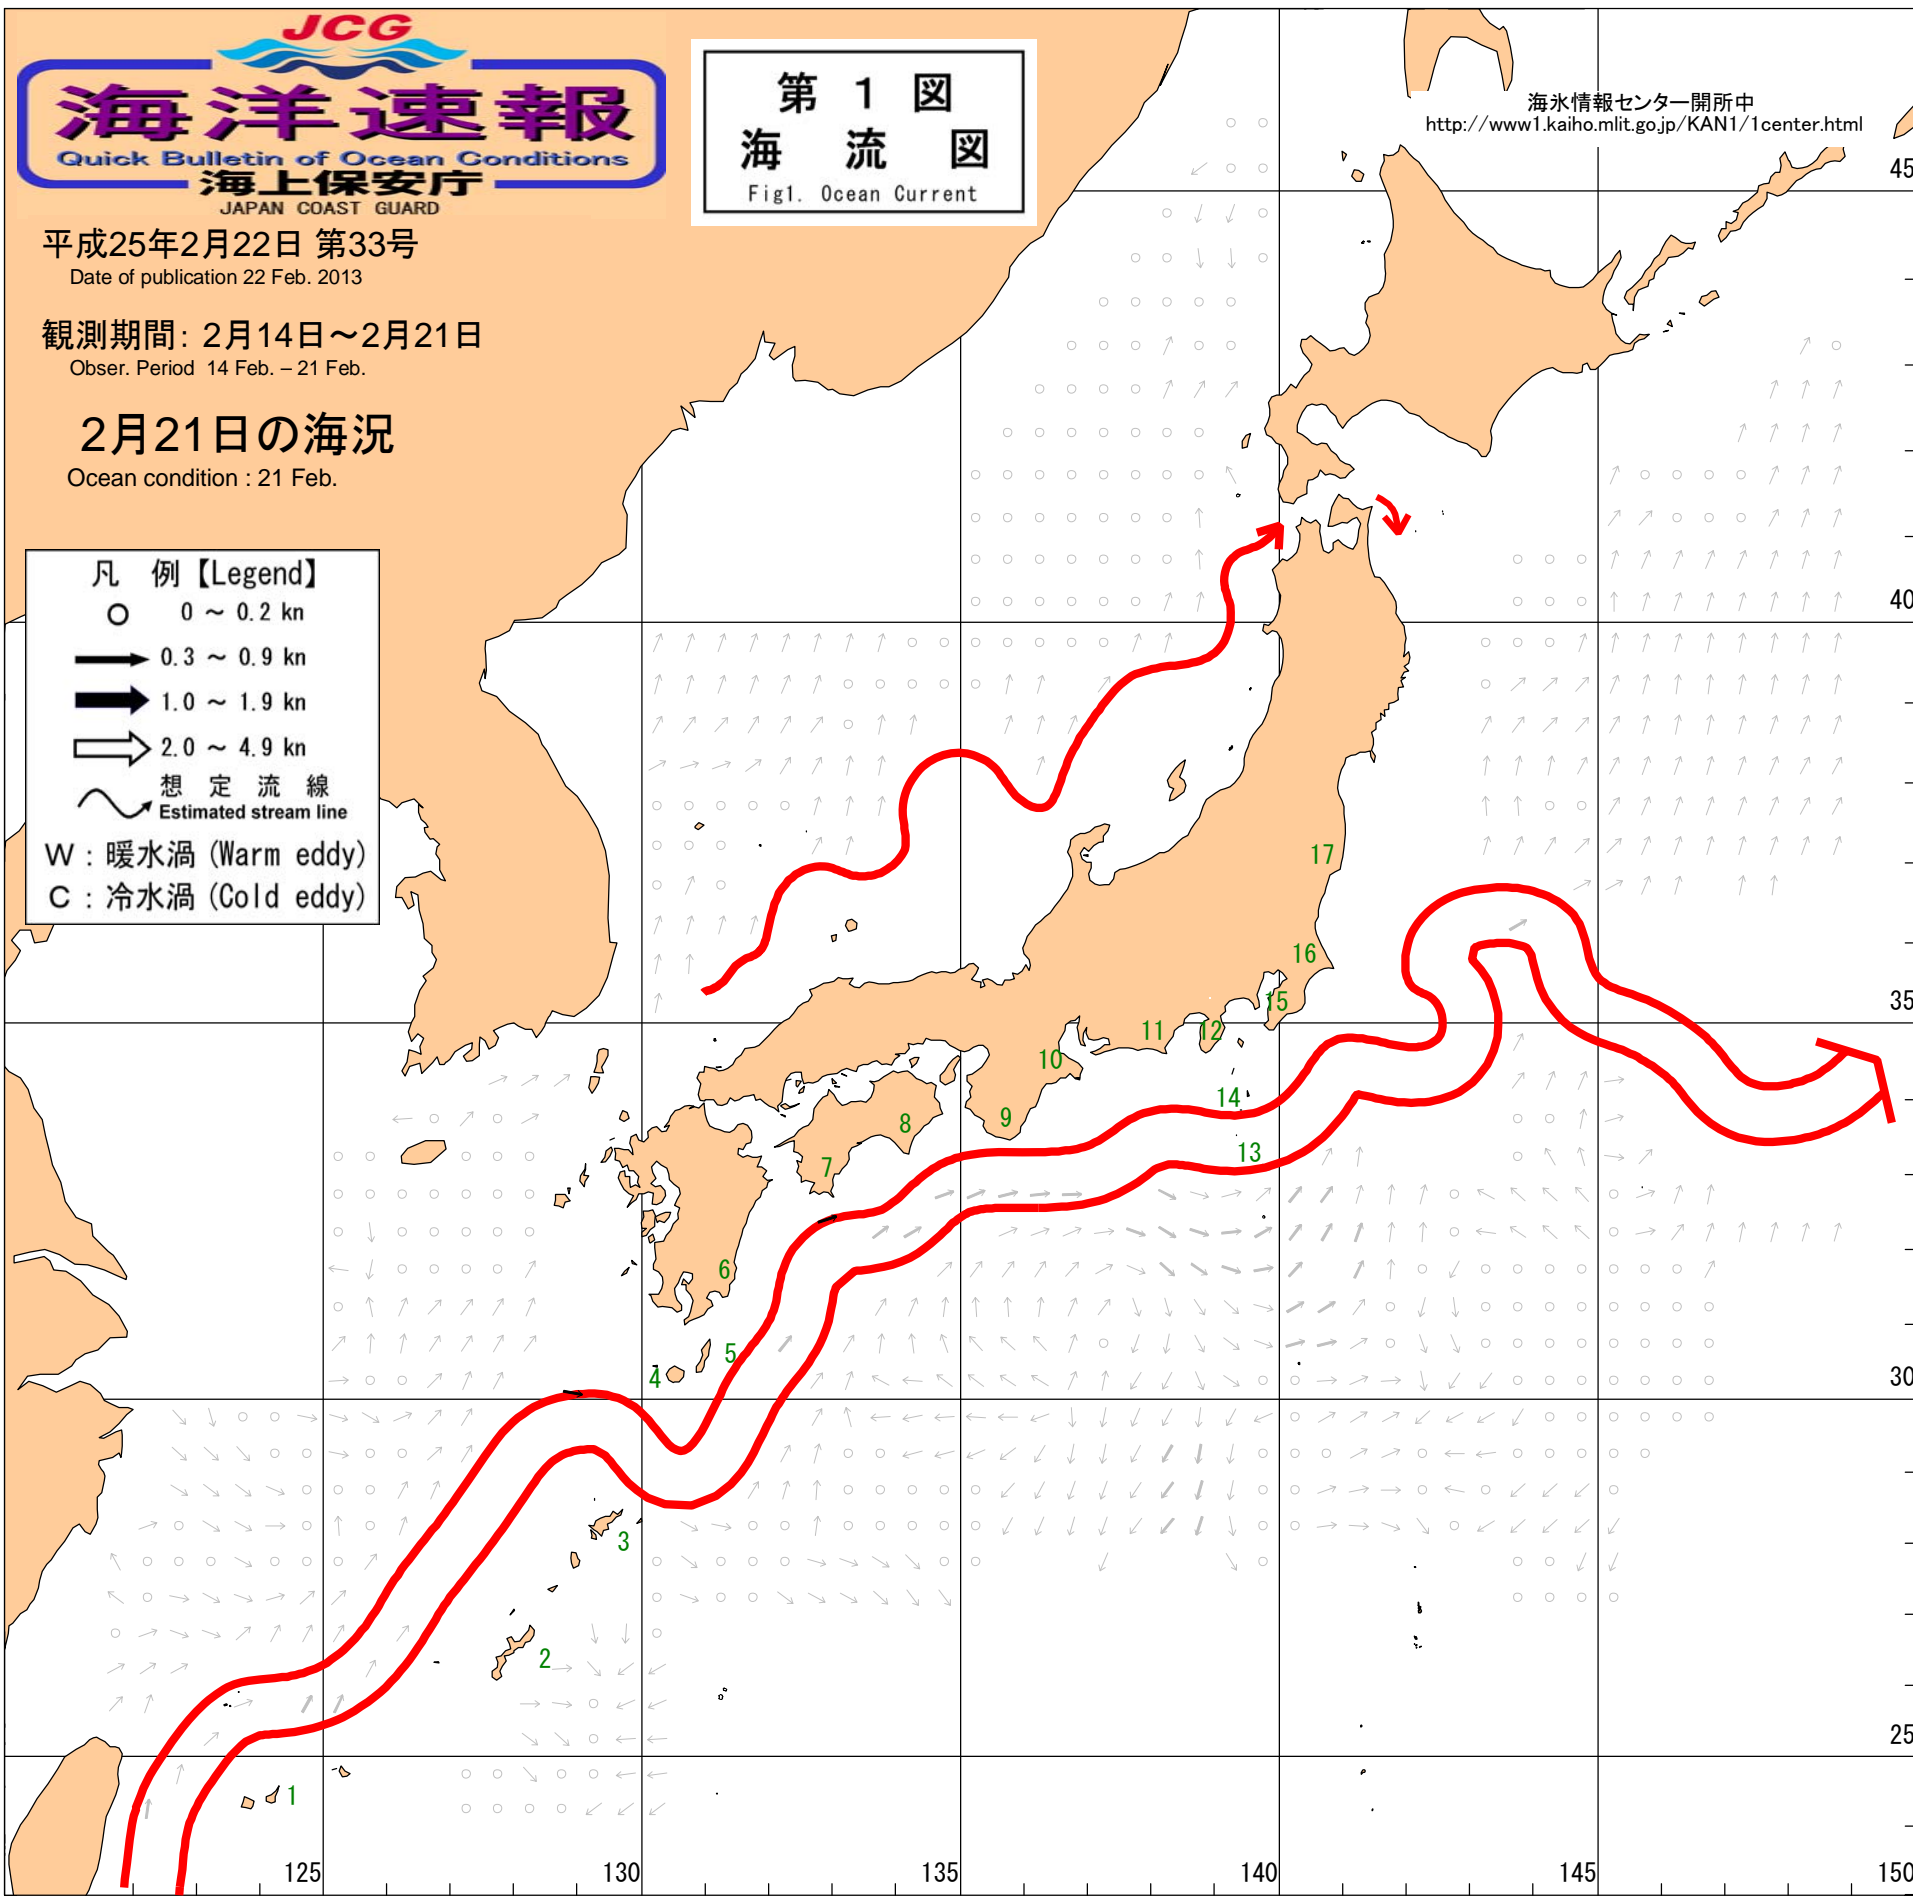 JCG
海洋速報
Quick Bulletin of Ocean Conditions
海上保安庁
JAPAN COAST GUARD
第 1 図
海 流 図
Fig1. Ocean Current
海氷情報センター開所中
http://www1.kaiho.mlit.go.jp/KAN1/1center.html
平成25年2月22日 第33号
Date of publication 22 Feb. 2013
観測期間: 2月14日～2月21日
Obser. Period 14 Feb. – 21 Feb.
2月21日の海況
Ocean condition : 21 Feb.
凡 例【Legend】
0 ～ 0.2 kn
0.3 ～ 0.9 kn
1.0 ～ 1.9 kn
2.0 ～ 4.9 kn
想 定 流 線
Estimated stream line
W : 暖水渦 (Warm eddy)
C : 冷水渦 (Cold eddy)
45
40
17
16
35
15
12
11
10
14
9
8
13
7
6
5
4
30
3
2
25
1
125
130
135
140
145
150